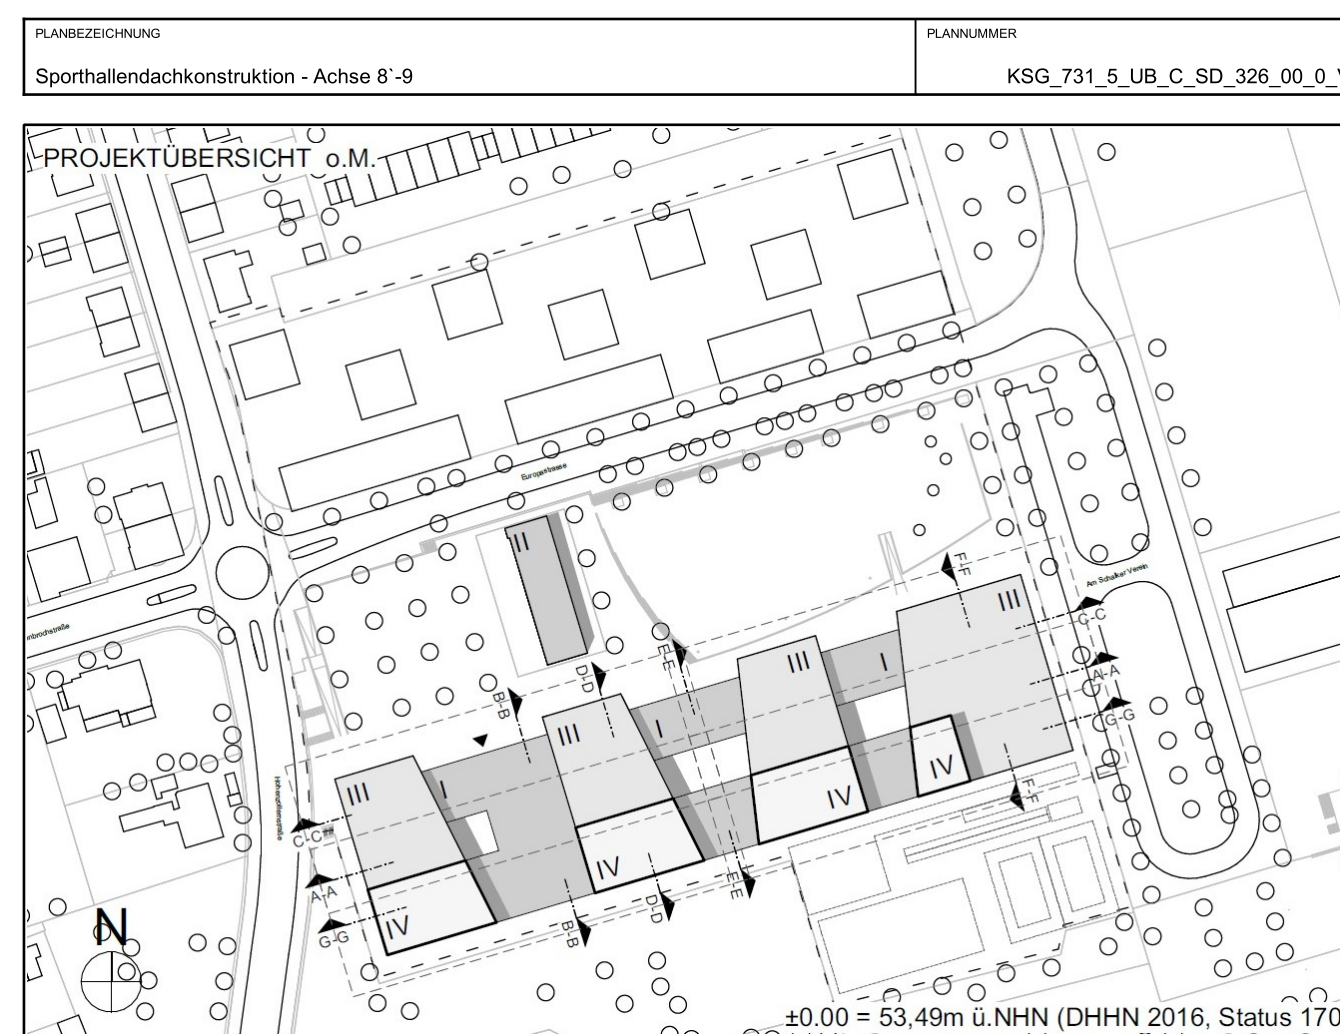 PLANBEZEICHNUNG
PLANNUMMER
Sporthallendachkonstruktion - Achse 8`-9
KSG_731_5_UB_C_SD_326_00_0_
PROJEKTÜBERSICHT o.M.
Europastrasse
II
F-F
III
Am Schalker Verein
C-C
E-E
III
I
A-A
D-D
B-B
G-G
III
I
III
I
IV
IV
F-F
Hohenzollernstraße
C-C
IV
A-A
E-E
D-D
IV
B-B
G-G
N
±0.00 = 53,49m ü.NHN (DHHN 2016, Status 170